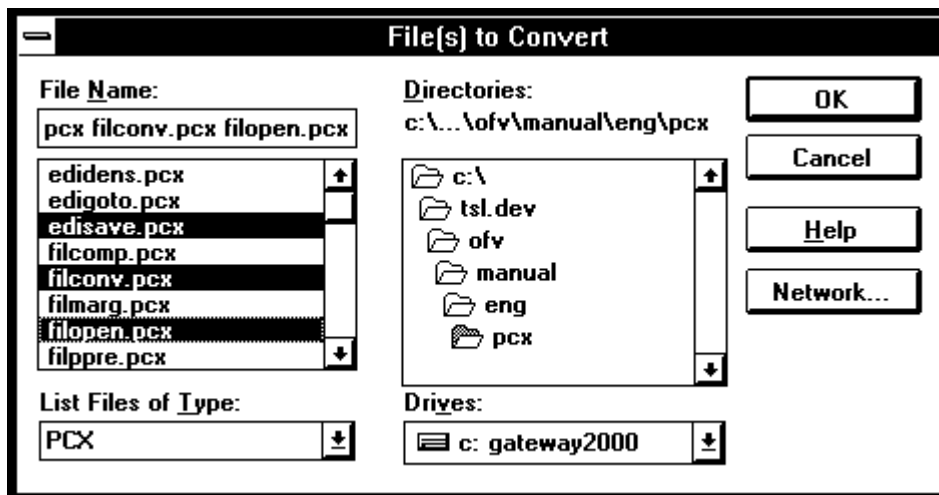 File(s) to Convert
File Name:
pcx filconv.pcx filopen.pcx
edidens.pcx
edigoto.pcx
edisave.pcx
filcomp.pcx
filconv.pcx
filmarg.pcx
filopen.pcx
filppre.pcx
List Files of Type:
PCX
Directories:
c:\...\ofv\manual\eng\pcx
c:\
tsl.dev
ofv
manual
eng
pcx
Drives:
c: gateway2000
OK
Cancel
Help
Network...